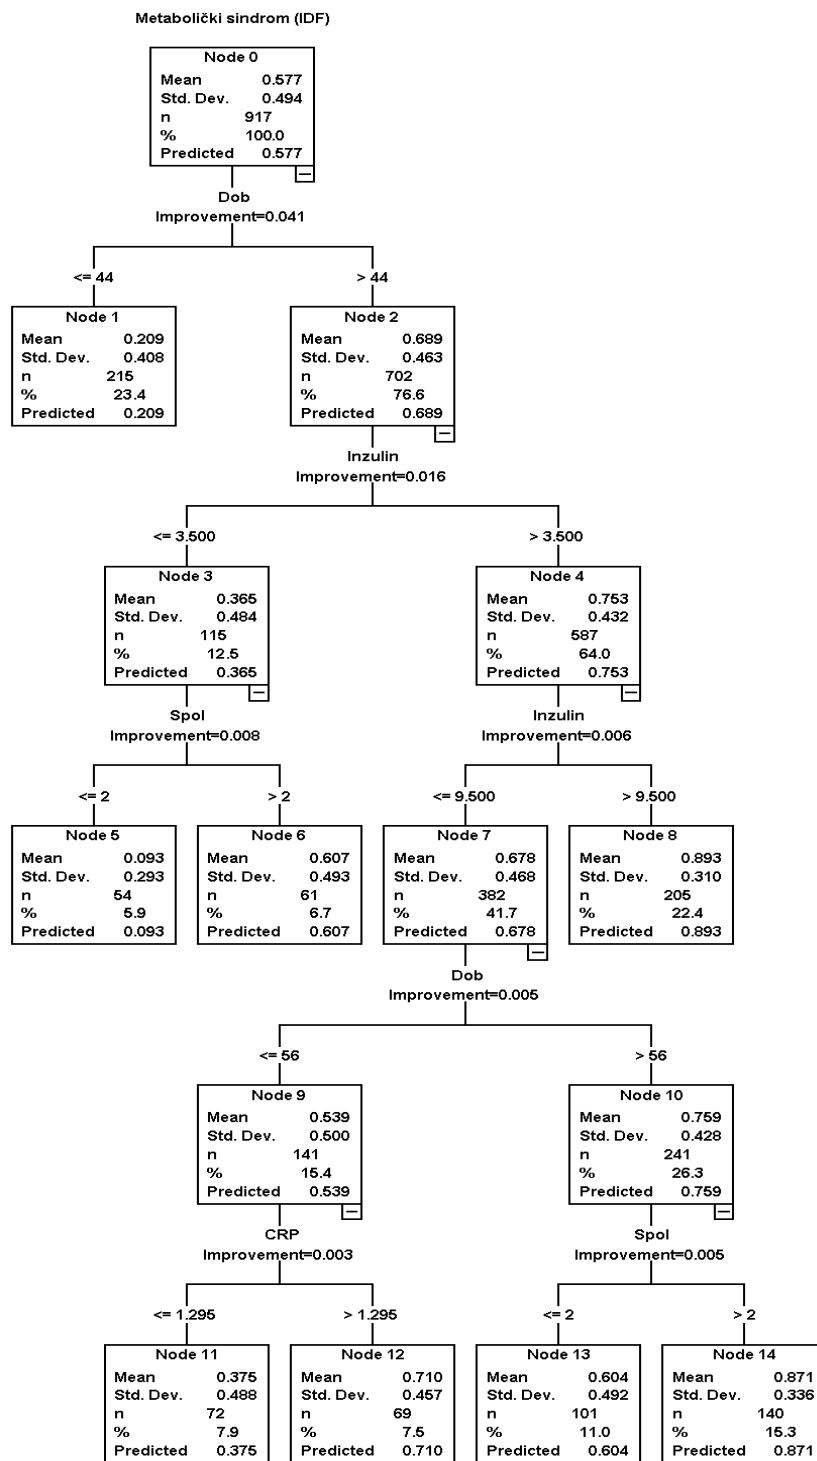 Metabolički sindrom (IDF)
Node 0
Mean 0.577
Std. Dev. 0.494
n 917
% 100.0
Predicted 0.577
Dob
Improvement=0.041
<= 44
> 44
Node 1
Mean 0.209
Std. Dev. 0.408
n 215
% 23.4
Predicted 0.209
Node 2
Mean 0.689
Std. Dev. 0.463
n 702
% 76.6
Predicted 0.689
Inzulin
Improvement=0.016
<= 3.500
> 3.500
Node 3
Mean 0.365
Std. Dev. 0.484
n 115
% 12.5
Predicted 0.365
Node 4
Mean 0.753
Std. Dev. 0.432
n 587
% 64.0
Predicted 0.753
Spol
Improvement=0.008
Inzulin
Improvement=0.006
<= 2
> 2
<= 9.500
> 9.500
Node 5
Mean 0.093
Std. Dev. 0.293
n 54
% 5.9
Predicted 0.093
Node 6
Mean 0.607
Std. Dev. 0.493
n 61
% 6.7
Predicted 0.607
Node 7
Mean 0.678
Std. Dev. 0.468
n 382
% 41.7
Predicted 0.678
Node 8
Mean 0.893
Std. Dev. 0.310
n 205
% 22.4
Predicted 0.893
Dob
Improvement=0.005
<= 56
> 56
Node 9
Mean 0.539
Std. Dev. 0.500
n 141
% 15.4
Predicted 0.539
Node 10
Mean 0.759
Std. Dev. 0.428
n 241
% 26.3
Predicted 0.759
CRP
Improvement=0.003
Spol
Improvement=0.005
<= 1.295
> 1.295
<= 2
> 2
Node 11
Mean 0.375
Std. Dev. 0.488
n 72
% 7.9
Predicted 0.375
Node 12
Mean 0.710
Std. Dev. 0.457
n 69
% 7.5
Predicted 0.710
Node 13
Mean 0.604
Std. Dev. 0.492
n 101
% 11.0
Predicted 0.604
Node 14
Mean 0.871
Std. Dev. 0.336
n 140
% 15.3
Predicted 0.871